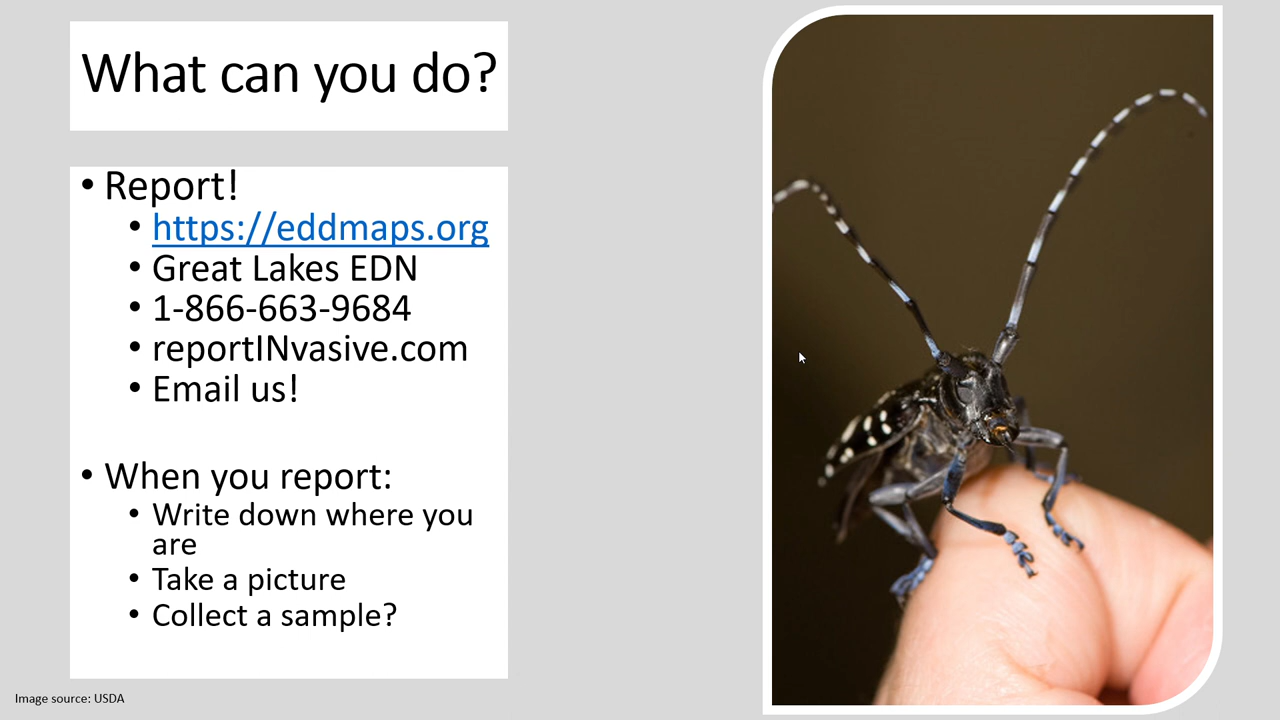 What can you do?
• Report!
• https://eddmaps.org
• Great Lakes EDN
• 1-866-663-9684
• reportINvasive.com
• Email us!
• When you report:
• Write down where you
are
• Take a picture
• Collect a sample?
Image source: USDA